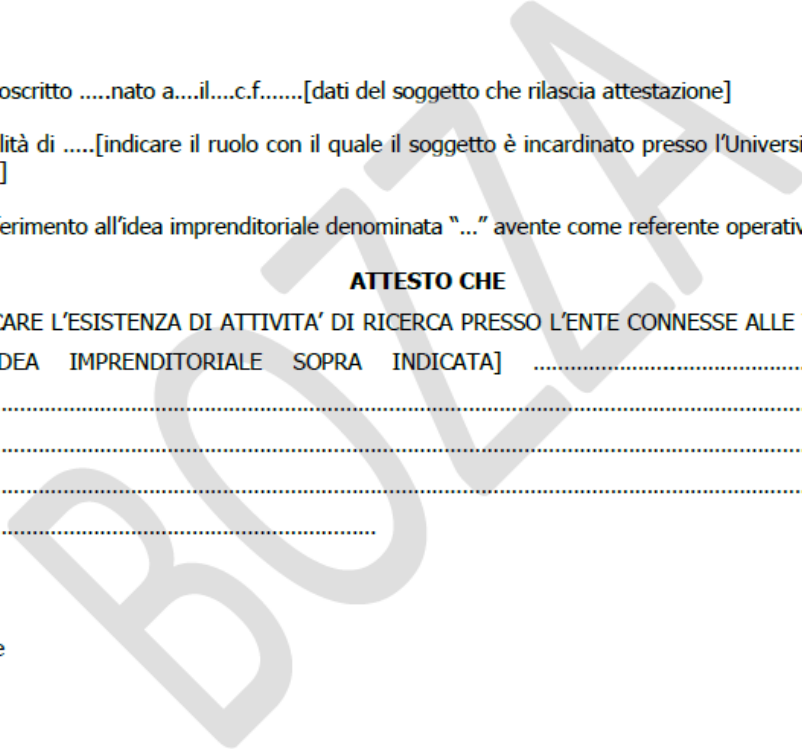 oscritto .....nato a....il....c.f.......[dati del soggetto che rilascia attestazione]
lità di .....[indicare il ruolo con il quale il soggetto è incardinato presso l'Universi
]
erimento all'idea imprenditoriale denominata "..." avente come referente operativ
ATTESTO CHE
CARE L'ESISTENZA DI ATTIVITA' DI RICERCA PRESSO L'ENTE CONNESSE ALLE
DEA IMPRENDITORIALE SOPRA INDICATA] ..........................................
..........................................................................................
..........................................................................................
..........................................................................................
..........................................................
e
BOZZA